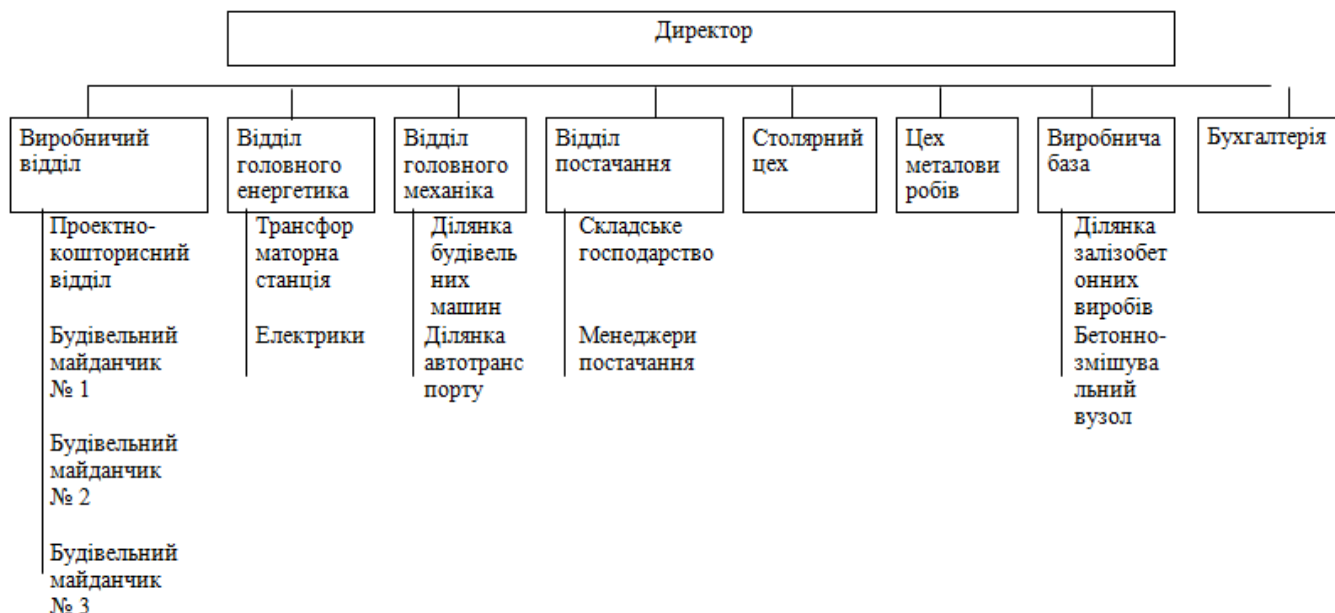 Директор
Виробничий
відділ
Відділ
головного
енергетика
Відділ
головного
механіка
Відділ
постачання
Столярний
цех
Цех
металови
робів
Виробнича
база
Бухгалтерія
Проектно-
кошторисний
відділ
Будівельний
майданчик
№ 1
Будівельний
майданчик
№ 2
Будівельний
майданчик
№ 3
Трансфор
маторна
станція
Електрики
Ділянка
будівель
них
машин
Ділянка
автотранс
порту
Складське
господарство
Менеджери
постачання
Ділянка
залізобет
онних
виробів
Бетонно-
змішува
льний
вузол